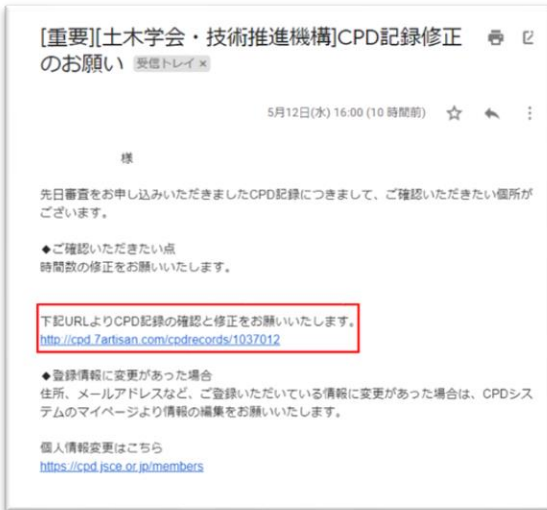 [重要][土木学会・技術推進機構]CPD記録修正
のお願い 受信トレイ ×
5月12日(水) 16:00 (10 時間前)
様
先日審査をお申し込みいただきましたCPD記録につきまして、ご確認いただきたい個所が
ございます。
◆ご確認いただきたい点
時間数の修正をお願いいたします。
下記URLよりCPD記録の確認と修正をお願いいたします。
http://cpd.7artisan.com/cpdrecords/1037012
◆登録情報に変更があった場合
住所、メールアドレスなど、ご登録いただいている情報に変更があった場合は、CPDシス
テムのマイページより情報の編集をお願いいたします。
個人情報変更はこちら
https://cpd.jsce.or.jp/members